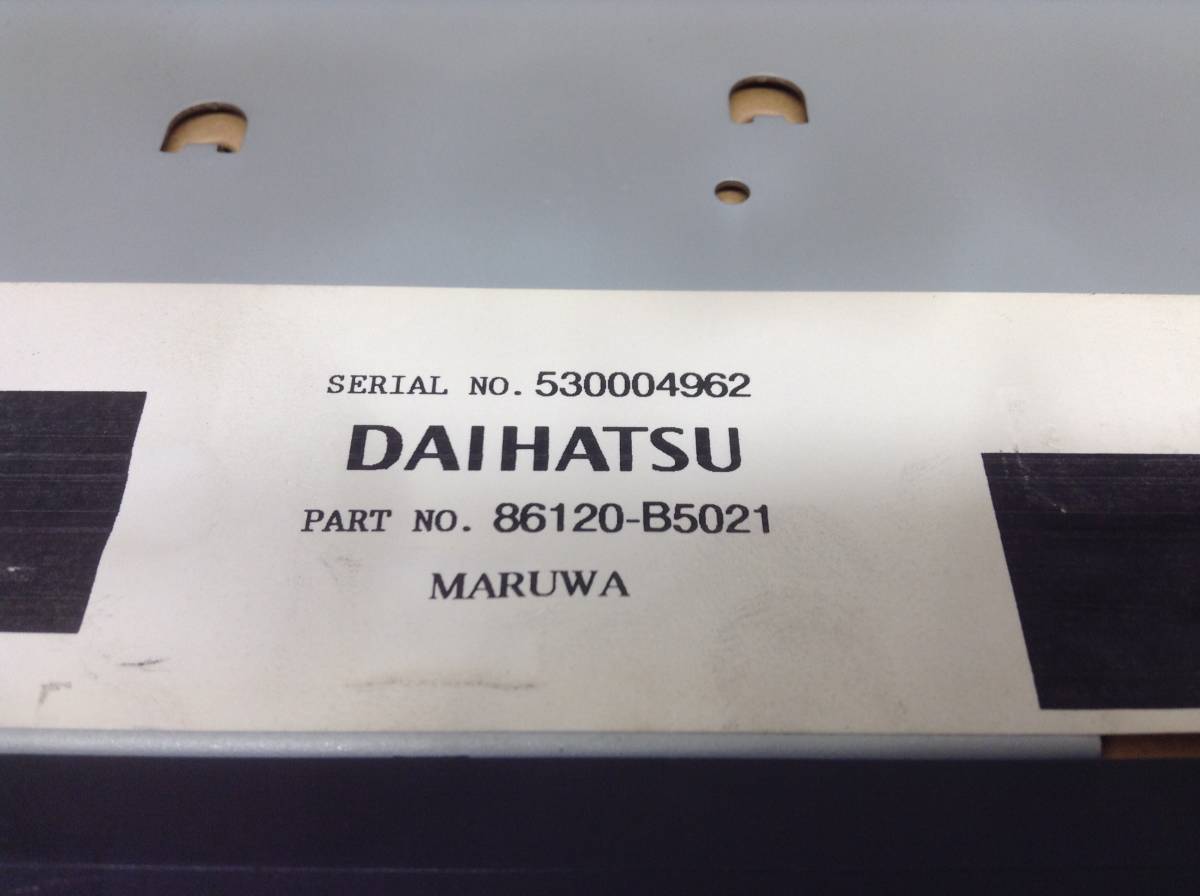 SERIAL NO. 530004962
DAIHATSU
PART NO. 86120-B5021
MARUWA